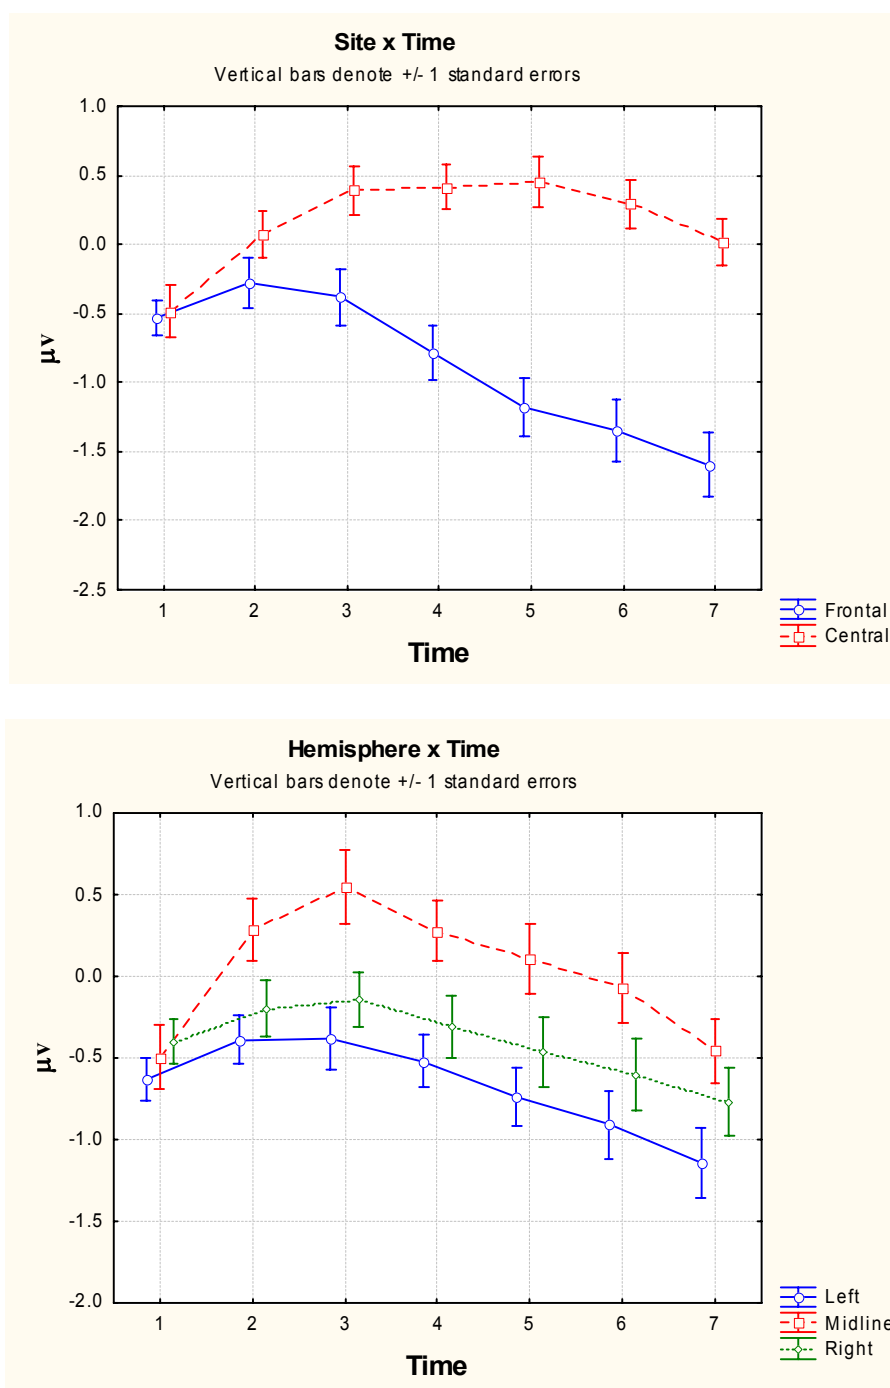 Site x Time
Vertical bars denote +/- 1 standard errors
1.0
0.5
0.0
-0.5
-1.0
-1.5
-2.0
-2.5
μv
1 2 3 4 5 6 7
Time
Frontal
Central
Hemisphere x Time
Vertical bars denote +/- 1 standard errors
1.0
0.5
0.0
-0.5
-1.0
-1.5
-2.0
μv
1 2 3 4 5 6 7
Time
Left
Midline
Right